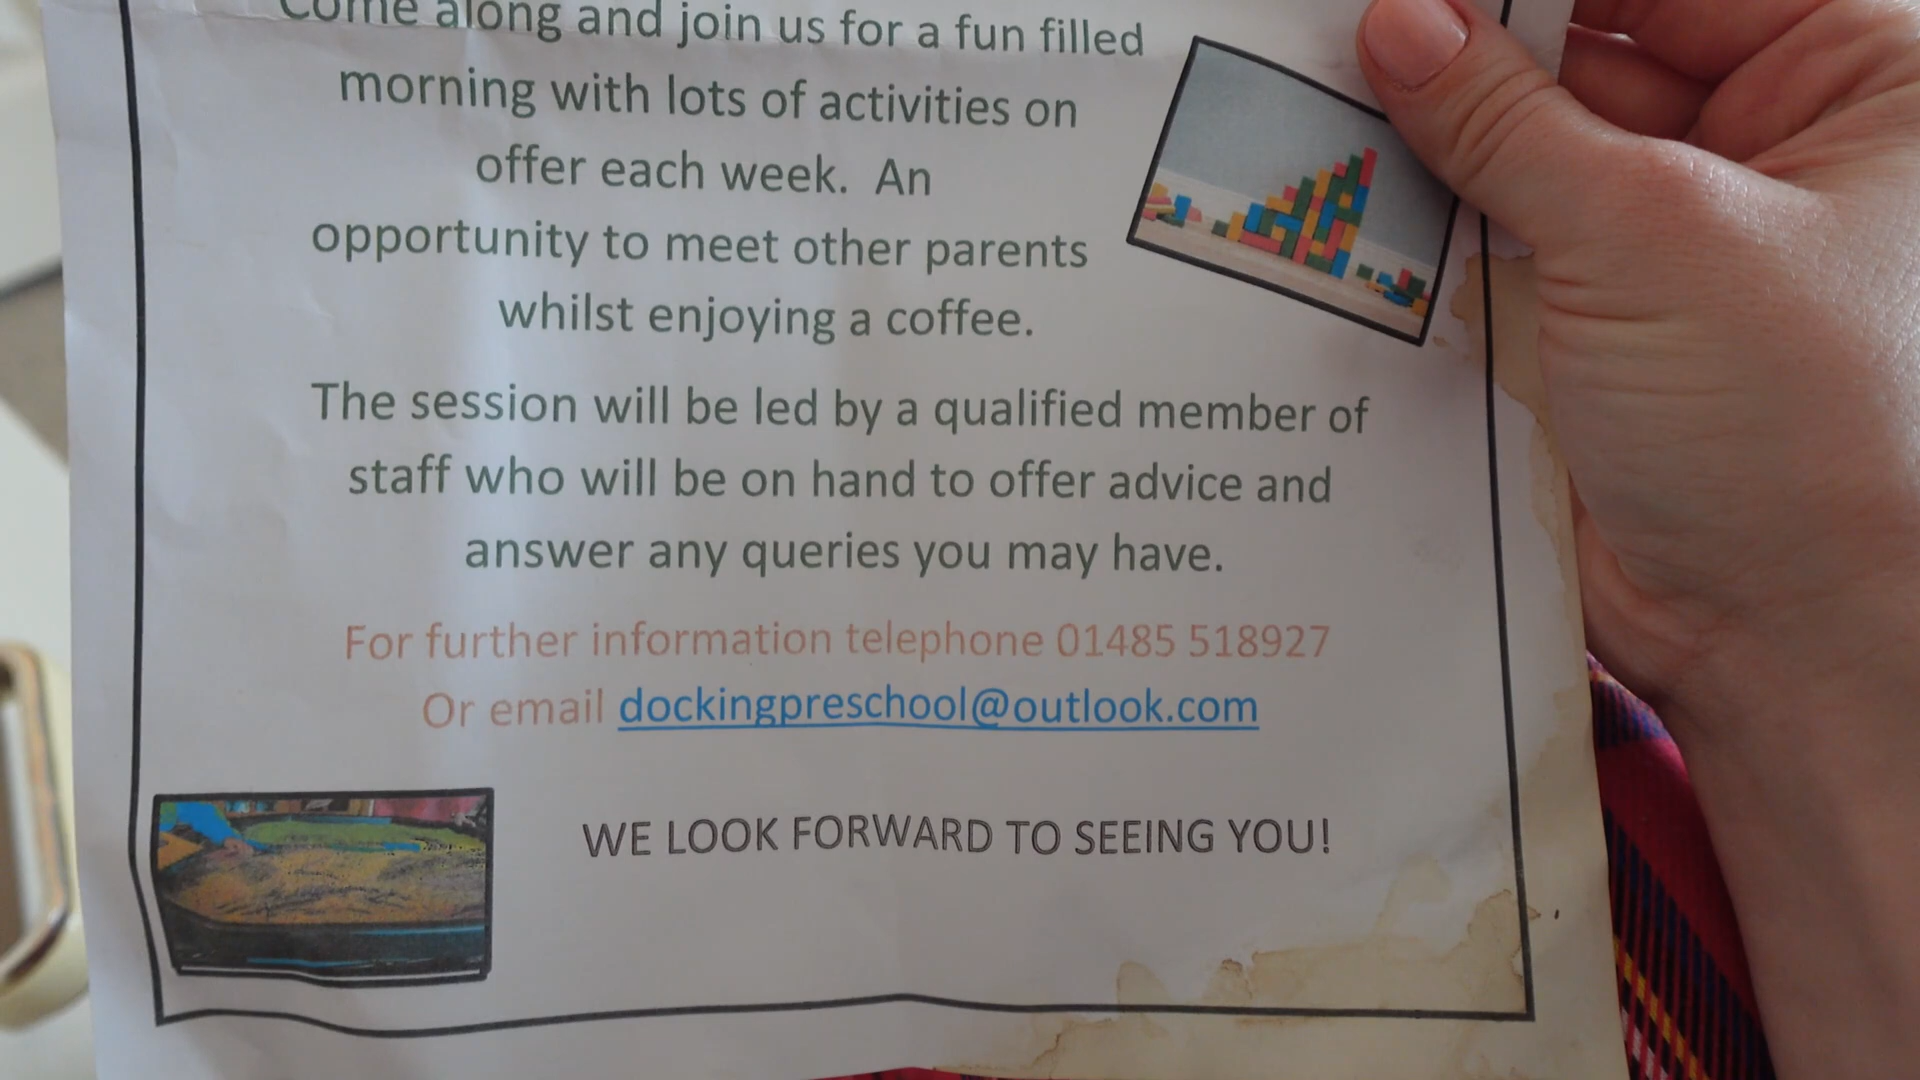 Come along and join us for a fun filled
morning with lots of activities on
offer each week. An
opportunity to meet other parents
whilst enjoying a coffee.
The session will be led by a qualified member of
staff who will be on hand to offer advice and
answer any queries you may have.
For further information telephone 01485 518927
Or email dockingpreschool@outlook.com
WE LOOK FORWARD TO SEEING YOU!